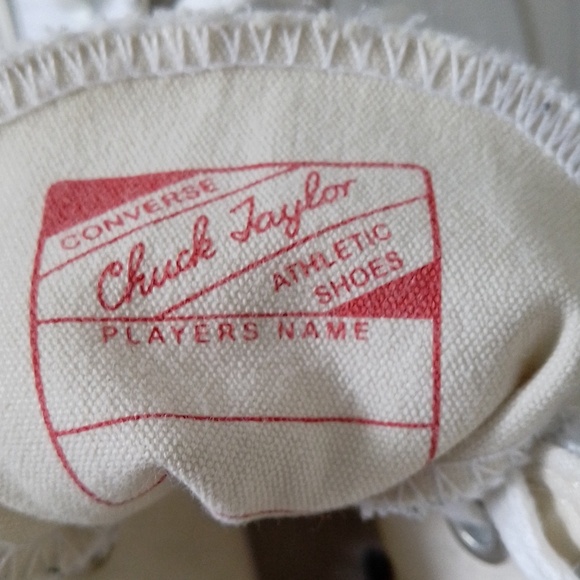 CONVERSE
Chuck Taylor
ATHLETIC
SHOES
PLAYERS NAME